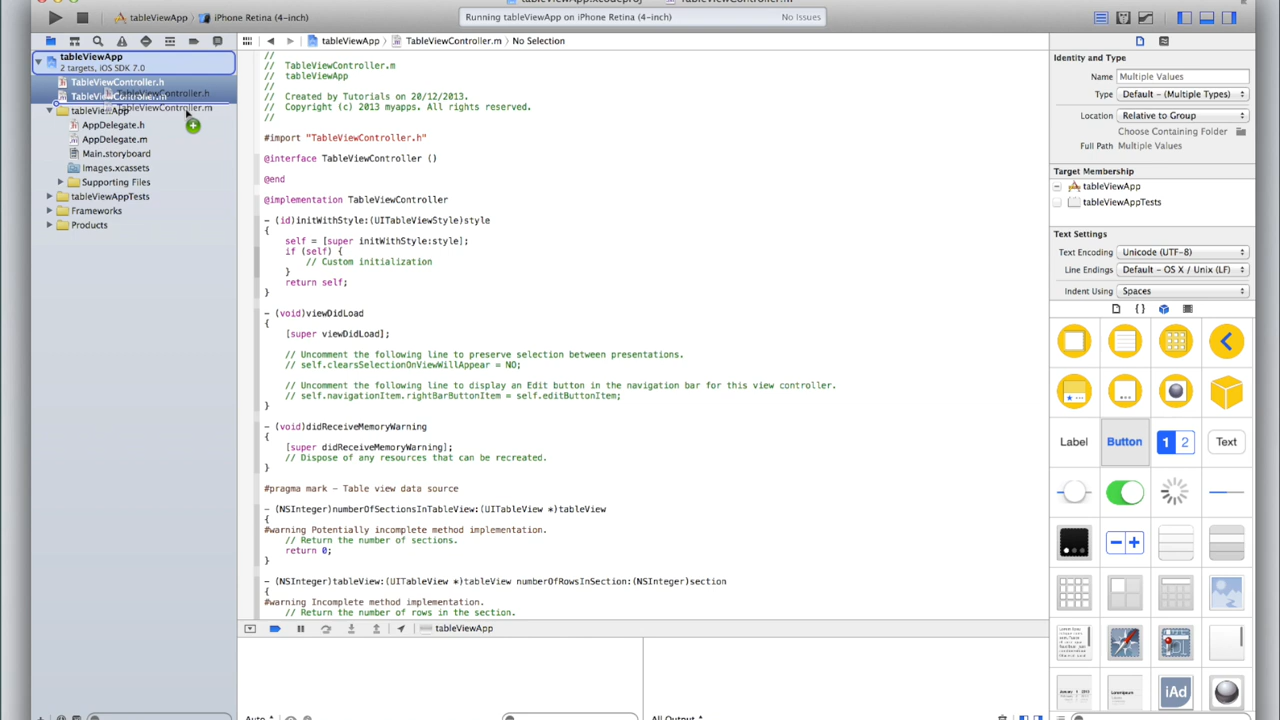 tableViewApp
iPhone Retina (4-inch)
Running tableViewApp on iPhone Retina (4-inch)
No Issues
tableViewApp
TableViewController.m
No Selection
tableViewApp
2 targets, iOS SDK 7.0
TableViewController.h
TableViewController.m
TableViewController.h
TableViewController.m
tableViewApp
AppDelegate.h
AppDelegate.m
Main.storyboard
Images.xcassets
Supporting Files
tableViewAppTests
Frameworks
Products
//
// TableViewController.m
// tableViewApp
//
// Created by Tutorials on 20/12/2013.
// Copyright (c) 2013 myapps. All rights reserved.
//
#import "TableViewController.h"
@interface TableViewController ()
@end
@implementation TableViewController
- (id)initWithStyle:(UITableViewStyle)style
{
self = [super initWithStyle:style];
if (self) {
// Custom initialization
}
return self;
}
- (void)viewDidLoad
{
[super viewDidLoad];
// Uncomment the following line to preserve selection between presentations.
// self.clearsSelectionOnViewWillAppear = NO;
// Uncomment the following line to display an Edit button in the navigation bar for this view controller.
// self.navigationItem.rightBarButtonItem = self.editButtonItem;
}
- (void)didReceiveMemoryWarning
{
[super didReceiveMemoryWarning];
// Dispose of any resources that can be recreated.
}
#pragma mark - Table view data source
- (NSInteger)numberOfSectionsInTableView:(UITableView *)tableView
{
#warning Potentially incomplete method implementation.
// Return the number of sections.
return 0;
}
- (NSInteger)tableView:(UITableView *)tableView numberOfRowsInSection:(NSInteger)section
{
#warning Incomplete method implementation.
// Return the number of rows in the section.
tableViewApp
Auto
All Output
Identity and Type
Name Multiple Values
Type Default - (Multiple Types)
Location Relative to Group
Choose Containing Folder
Full Path Multiple Values
Target Membership
tableViewApp
tableViewAppTests
Text Settings
Text Encoding Unicode (UTF-8)
Line Endings Default - OS X / Unix (LF)
Indent Using Spaces
{ }
Label
Button
1 2
Text
iAd